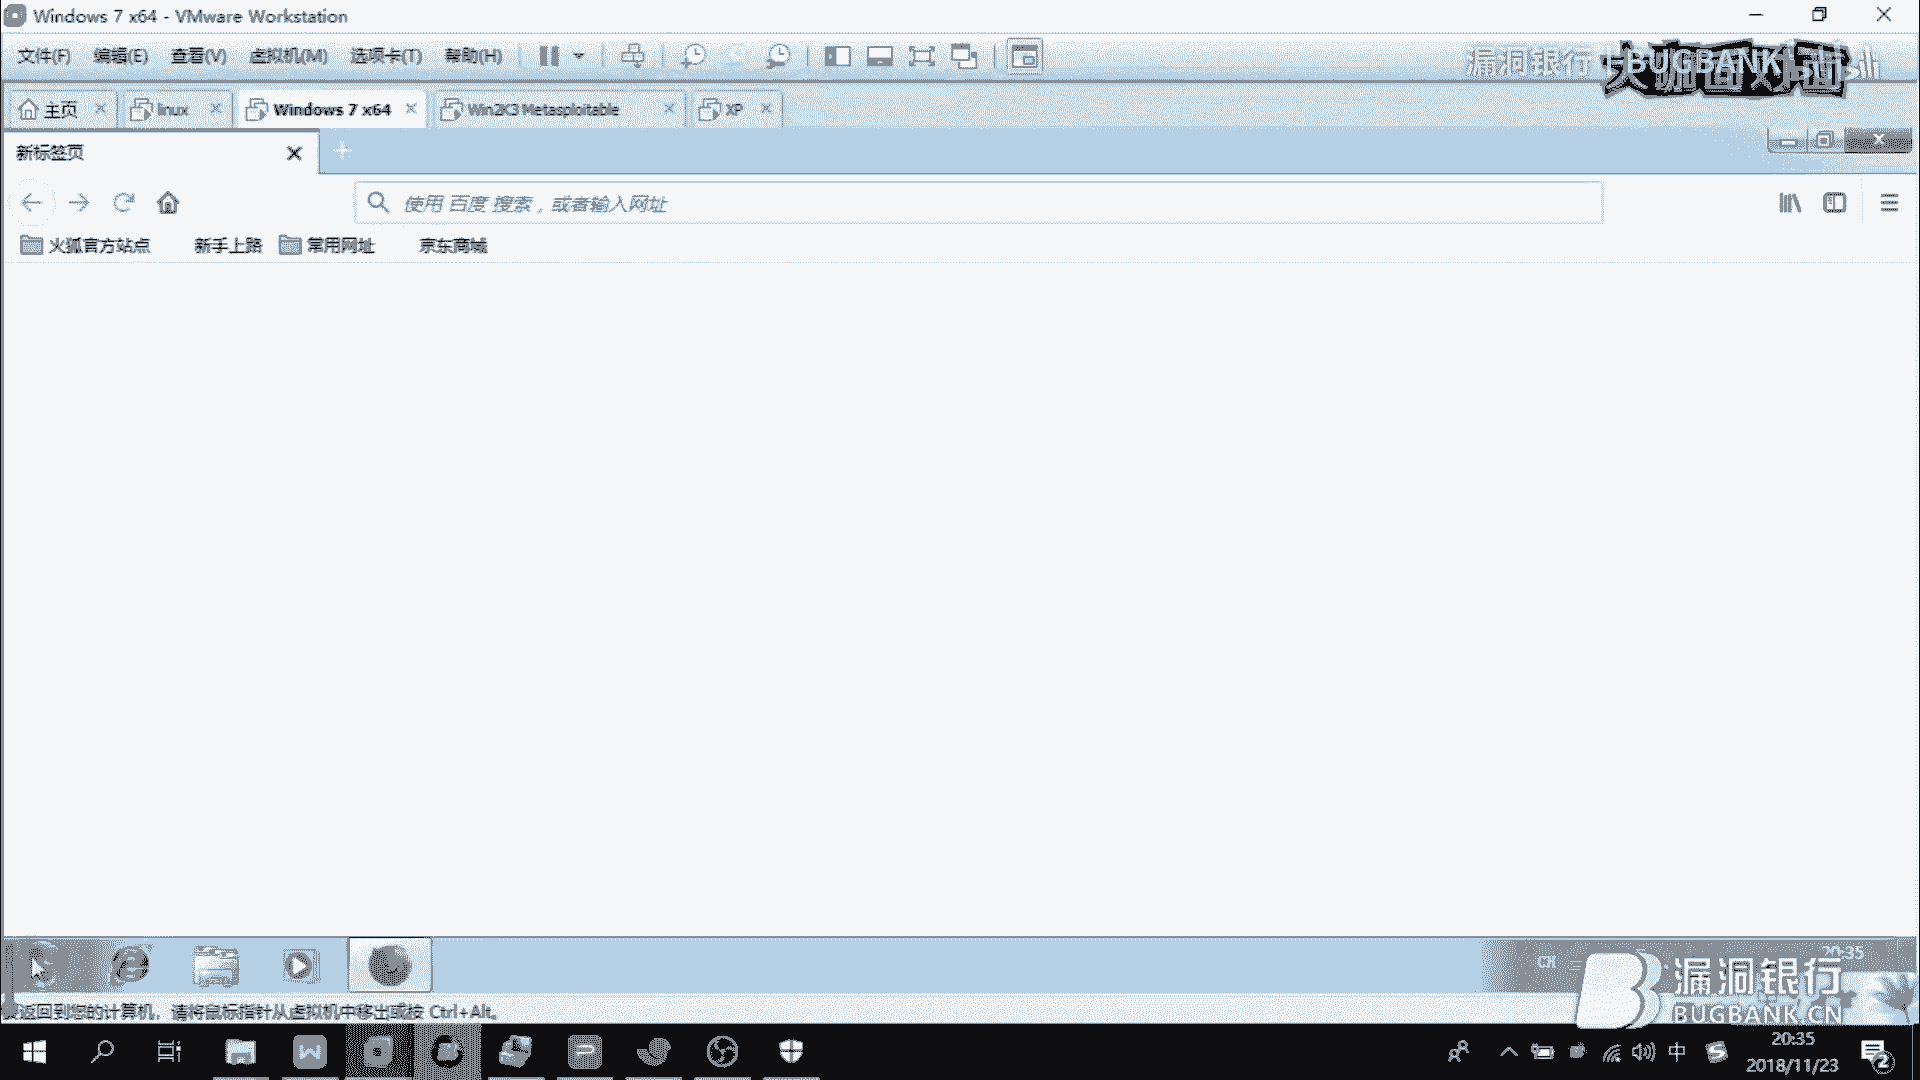 Windows 7 x64 - VMware Workstation
文件(F) 编辑(E) 查看(V) 虚拟机(M) 选项卡(T) 帮助(H)
漏洞银行 BUGBANK
大咖面对面
主页 linux Windows 7 x64 Win2K3 Metasploitable XP
新标签页
使用 百度 搜索，或者输入网址
火狐官方站点 新手上路 常用网址 京东商城
CH 20:35
漏洞银行
BUGBANK.CN
返回到您的计算机，请将鼠标指针从虚拟机中移出或按 Ctrl+Alt。
中 20:35
2018/11/23 2